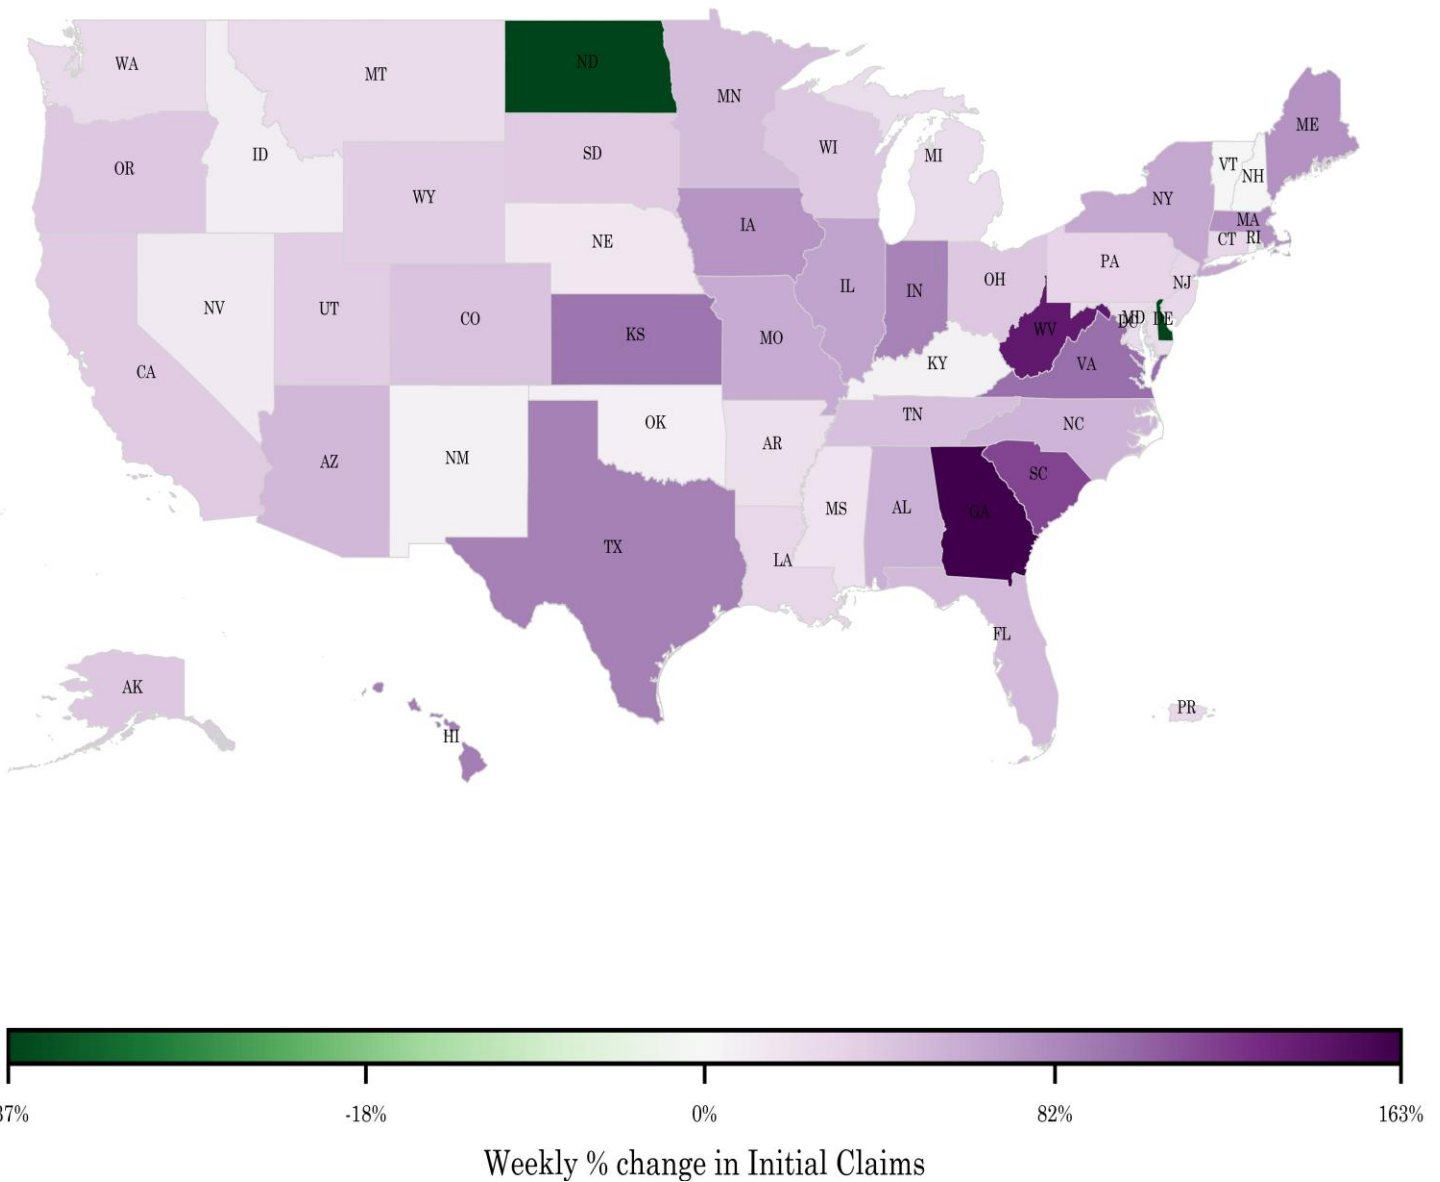 WA
MT
ND
MN
ME
ID
OR
SD
WI
MI
VT
NH
NY
WY
MA
IA
NE
CT
RI
PA
NV
UT
CO
IL
IN
OH
NJ
MD
DC
DE
KS
MO
WV
KY
VA
CA
TN
NC
OK
AR
AZ
NM
SC
MS
AL
GA
TX
LA
FL
AK
HI
PR
37% -18% 0% 82% 163%
Weekly % change in Initial Claims